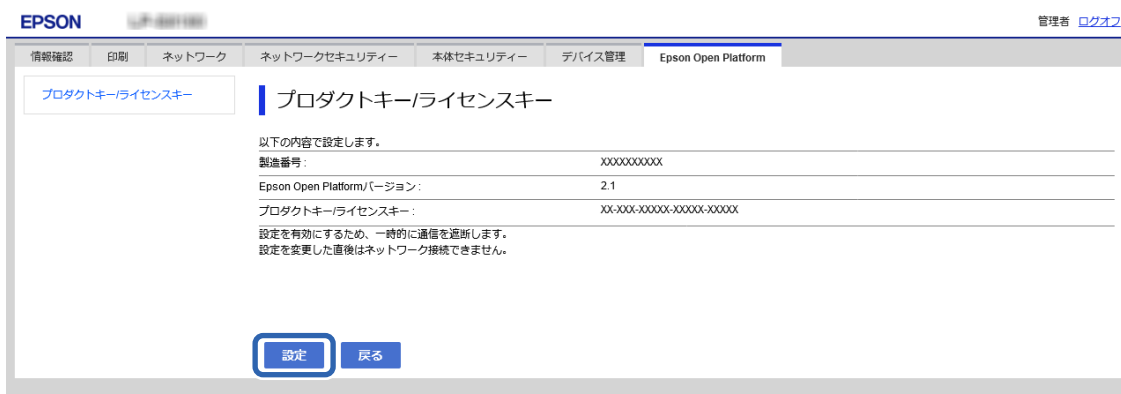 EPSON
管理者 ログオフ
情報確認 印刷 ネットワーク ネットワークセキュリティー 本体セキュリティー デバイス管理 Epson Open Platform
プロダクトキー/ライセンスキー
プロダクトキー/ライセンスキー
以下の内容で設定します。
製造番号 : XXXXXXXXXX
Epson Open Platformバージョン : 2.1
プロダクトキー/ライセンスキー : XX-XXX-XXXXX-XXXXX-XXXXX
設定を有効にするため、一時的に通信を遮断します。
設定を変更した直後はネットワーク接続できません。
設定 戻る